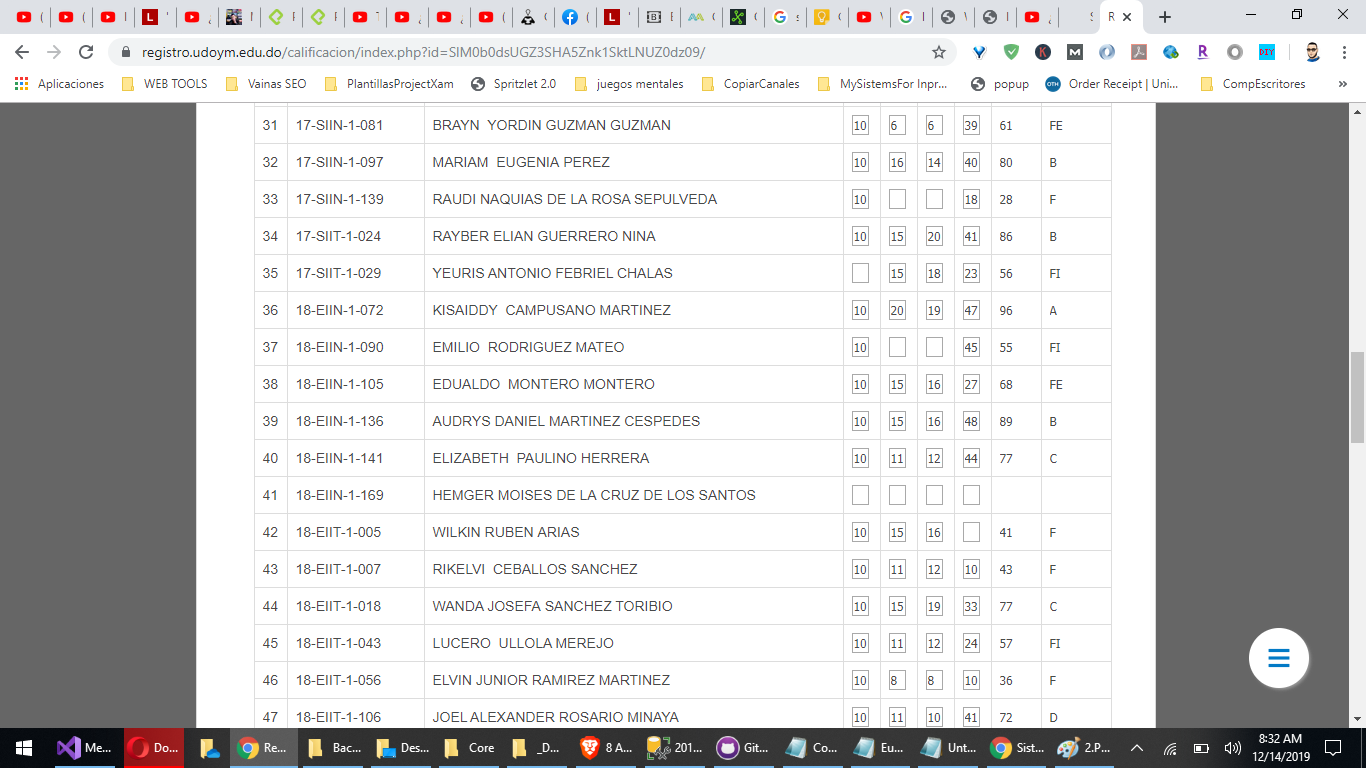 registro.udoym.edu.do/calificacion/index.php?id=SlM0b0dsUGZ3SHA5Znk1SktLNUZ0dz09/
Aplicaciones WEB TOOLS Vainas SEO PlantillasProjectXam Spritzlet 2.0 juegos mentales CopiarCanales MySistemsFor Inpr... popup Order Receipt | Uni... CompEscritores »
31 17-SIIN-1-081 BRAYN YORDIN GUZMAN GUZMAN 10 6 6 39 61 FE
32 17-SIIN-1-097 MARIAM EUGENIA PEREZ 10 16 14 40 80 B
33 17-SIIN-1-139 RAUDI NAQUIAS DE LA ROSA SEPULVEDA 10 18 28 F
34 17-SIIT-1-024 RAYBER ELIAN GUERRERO NINA 10 15 20 41 86 B
35 17-SIIT-1-029 YEURIS ANTONIO FEBRIEL CHALAS 15 18 23 56 FI
36 18-EIIN-1-072 KISAIDDY CAMPUSANO MARTINEZ 10 20 19 47 96 A
37 18-EIIN-1-090 EMILIO RODRIGUEZ MATEO 10 45 55 FI
38 18-EIIN-1-105 EDUALDO MONTERO MONTERO 10 15 16 27 68 FE
39 18-EIIN-1-136 AUDRYS DANIEL MARTINEZ CESPEDES 10 15 16 48 89 B
40 18-EIIN-1-141 ELIZABETH PAULINO HERRERA 10 11 12 44 77 C
41 18-EIIN-1-169 HEMGER MOISES DE LA CRUZ DE LOS SANTOS
42 18-EIIT-1-005 WILKIN RUBEN ARIAS 10 15 16 41 F
43 18-EIIT-1-007 RIKELVI CEBALLOS SANCHEZ 10 11 12 10 43 F
44 18-EIIT-1-018 WANDA JOSEFA SANCHEZ TORIBIO 10 15 19 33 77 C
45 18-EIIT-1-043 LUCERO ULLOLA MEREJO 10 11 12 24 57 FI
46 18-EIIT-1-056 ELVIN JUNIOR RAMIREZ MARTINEZ 10 8 8 10 36 F
47 18-EIIT-1-106 JOEL ALEXANDER ROSARIO MINAYA 10 11 10 41 72 D
Me... Do... Re... Bac... Des... Core _D... 8 A... 201... Git... Co... Eu... Unt... Sist... 2.P... 8:32 AM
12/14/2019